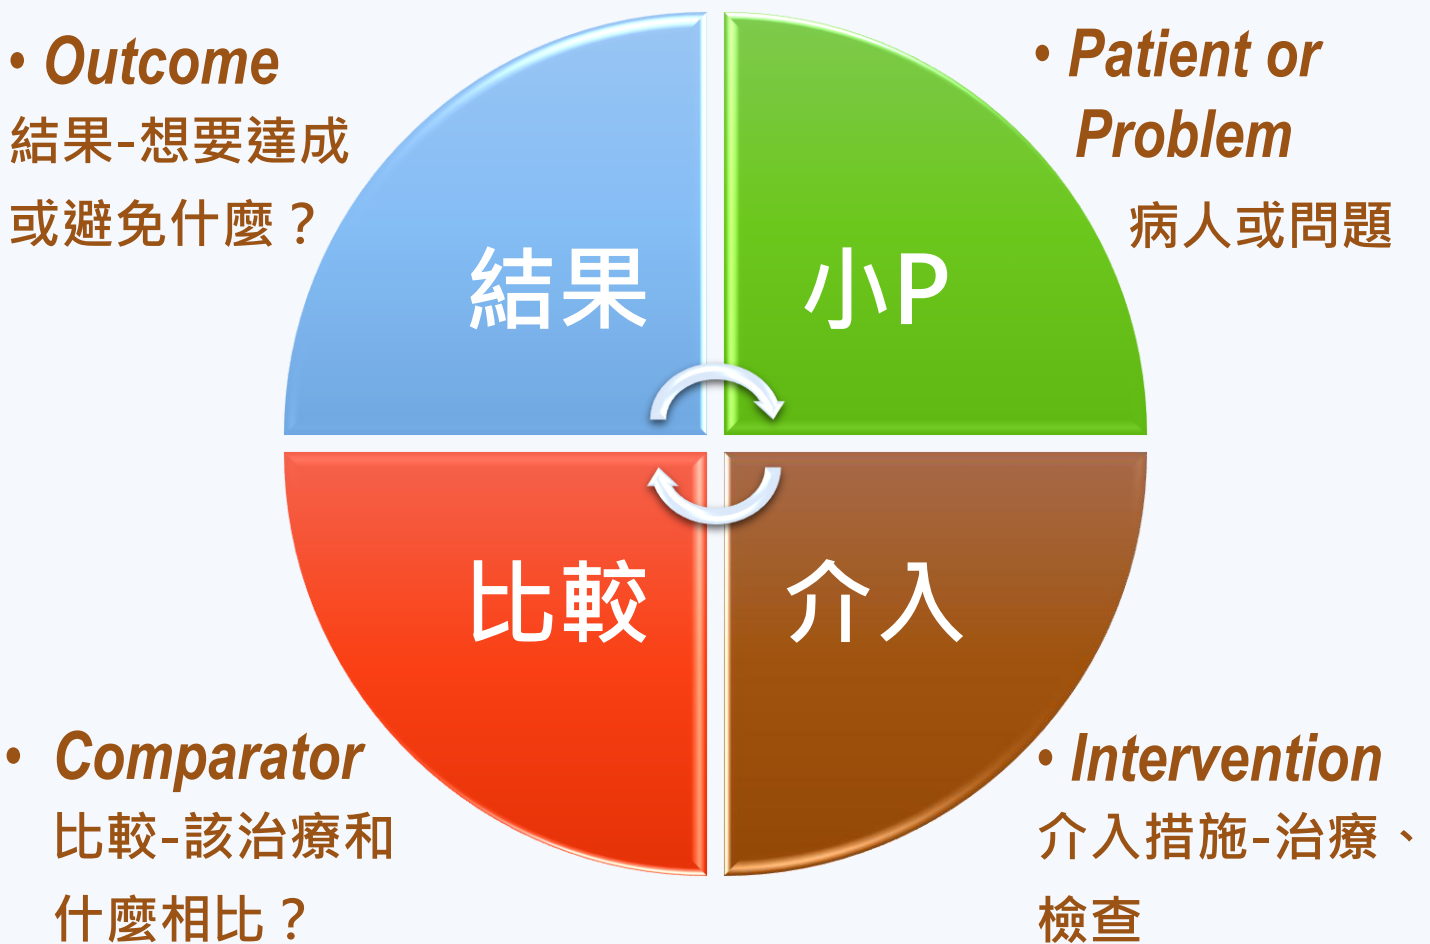 • Outcome
結果-想要達成
或避免什麼？
• Patient or
Problem
病人或問題
結果
小P
比較
介入
• Comparator
比較-該治療和
什麼相比？
• Intervention
介入措施-治療、
檢查